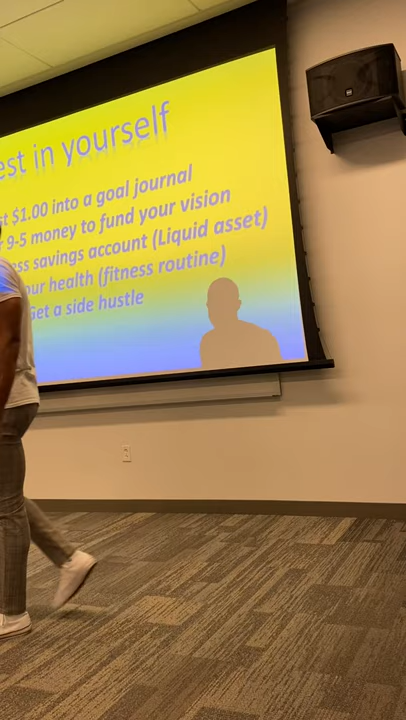 est in yourself
st $1.00 into a goal journal
r 9-5 money to fund your vision
ess savings account (Liquid asset)
our health (fitness routine)
Get a side hustle